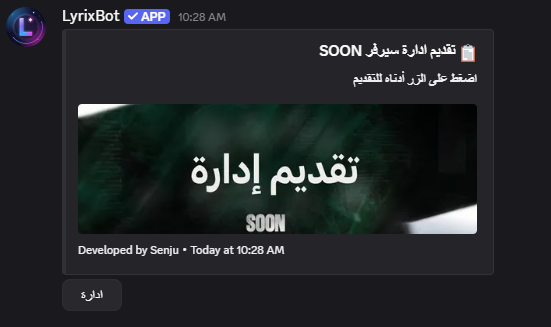 LyrixBot ✓ APP 10:28 AM
📋 تقديم ادارة سيرفر SOON
اضغط على الزر أدناه للتقديم
تقديم إدارة
SOON
Developed by Senju • Today at 10:28 AM
ادارة